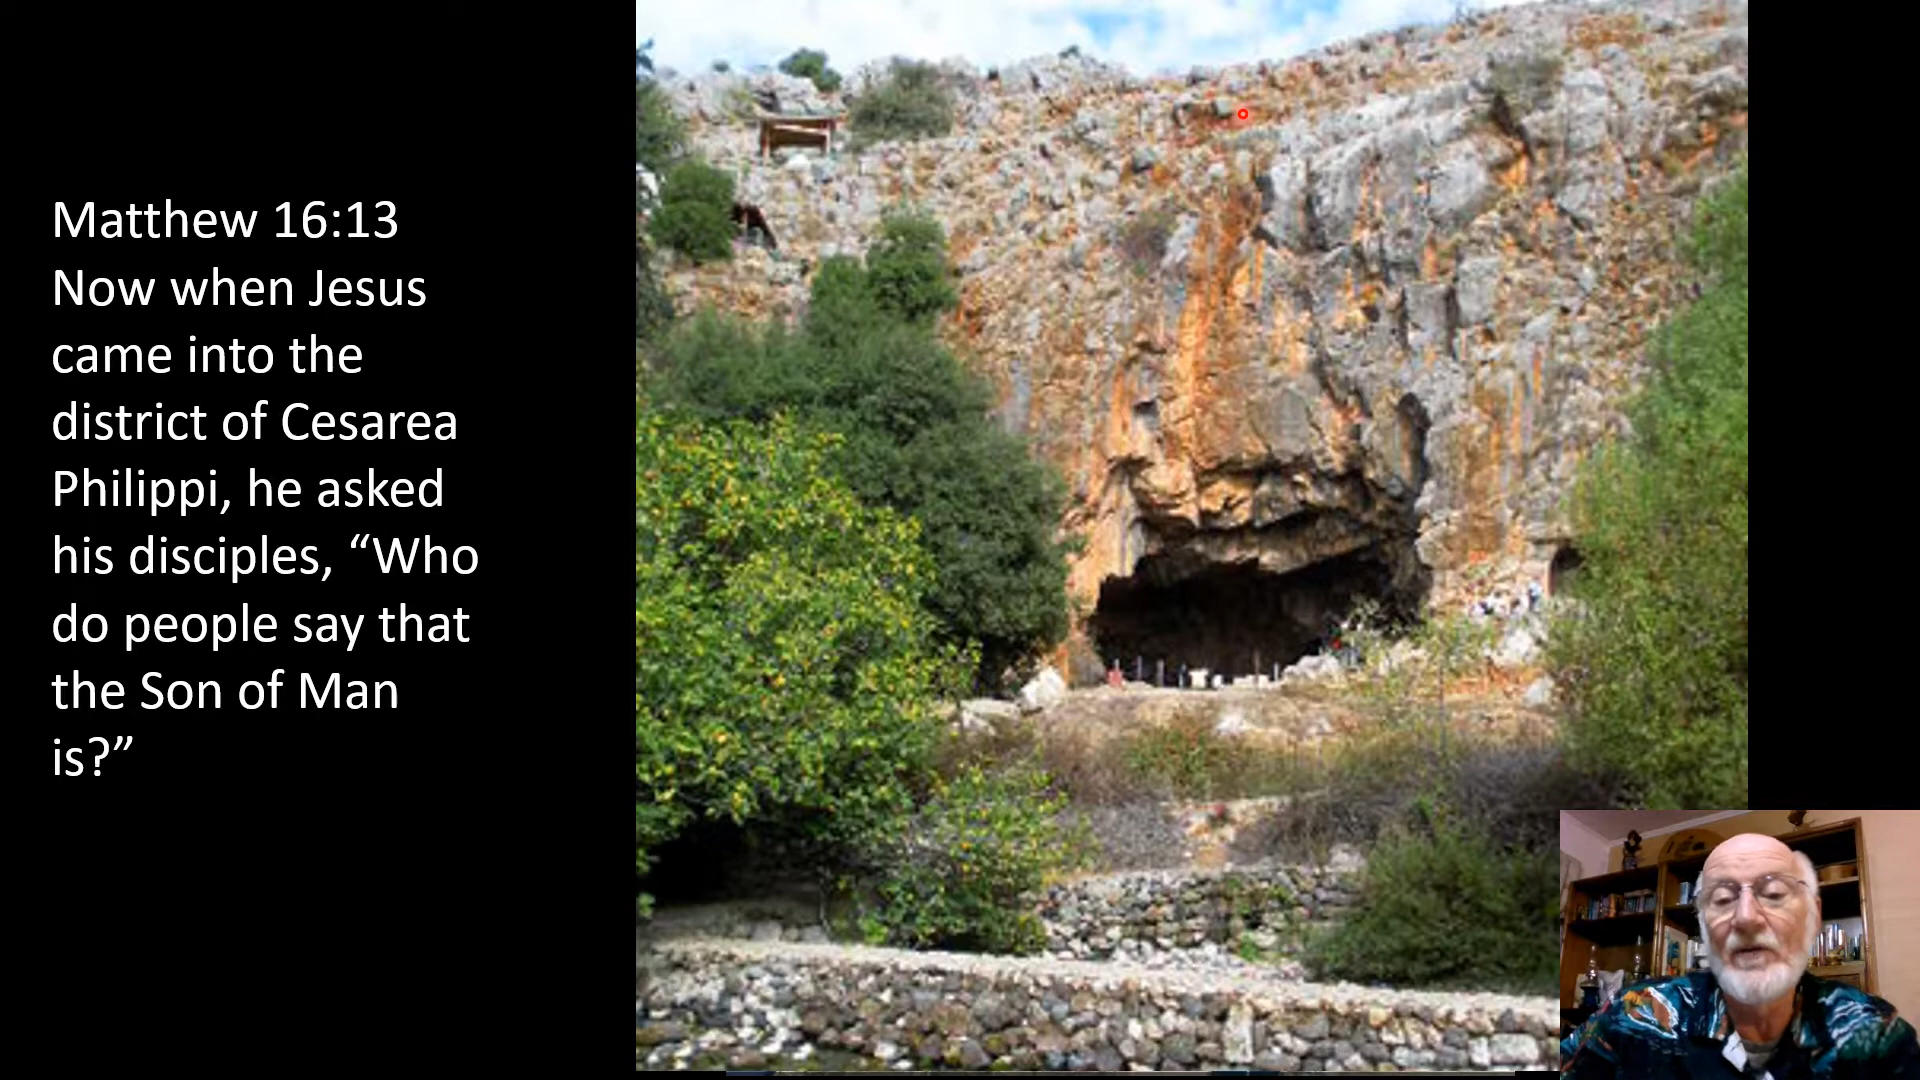 Matthew 16:13
Now when Jesus
came into the
district of Cesarea
Philippi, he asked
his disciples, “Who
do people say that
the Son of Man
is?”